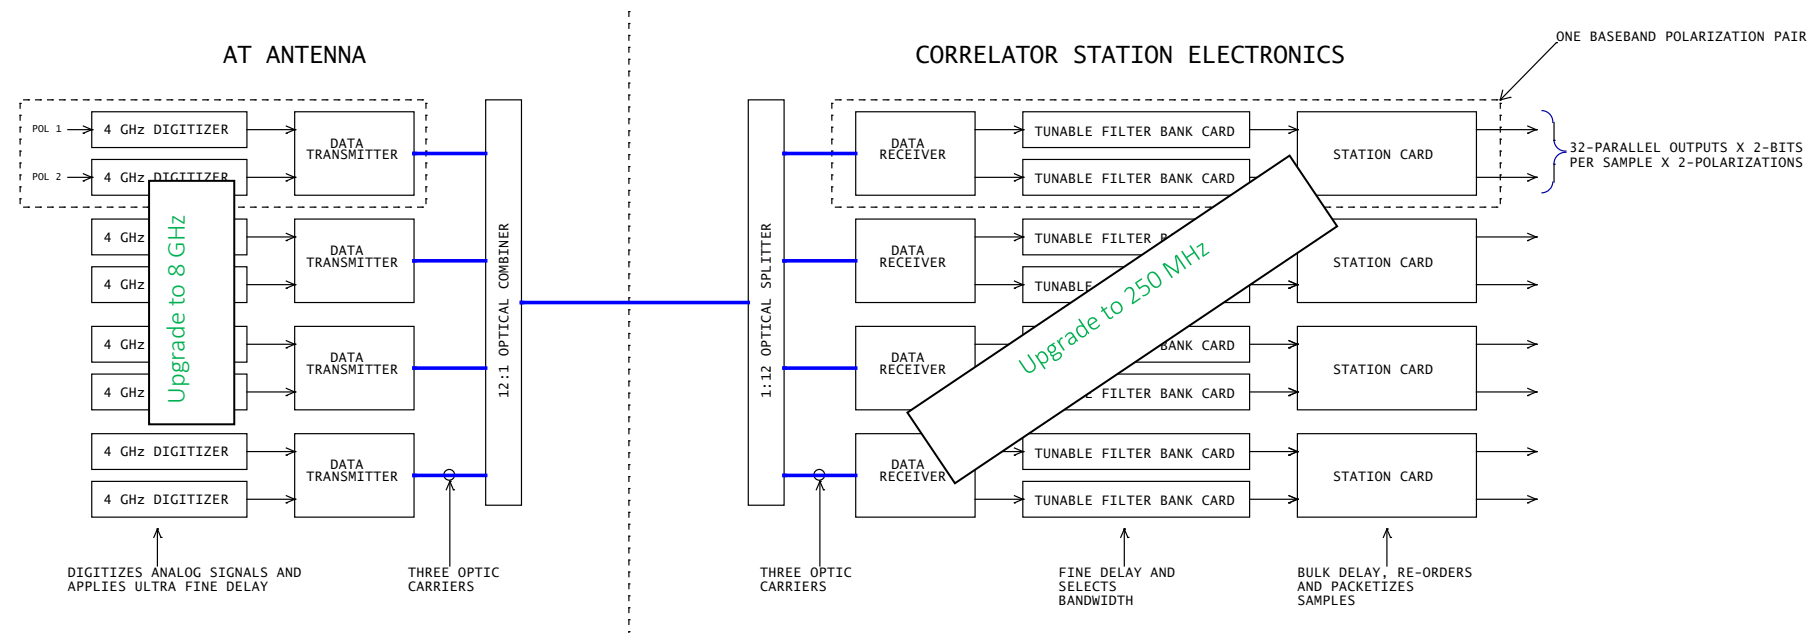 AT ANTENNA
CORRELATOR STATION ELECTRONICS
ONE BASEBAND POLARIZATION PAIR
POL 1
4 GHz DIGITIZER
POL 2
4 GHz DIGITIZER
DATA
TRANSMITTER
4 GHz
4 GHz
DATA
TRANSMITTER
4 GHz
4 GHz
DATA
TRANSMITTER
4 GHz DIGITIZER
4 GHz DIGITIZER
DATA
TRANSMITTER
Upgrade to 8 GHz
12:1 OPTICAL COMBINER
1:12 OPTICAL SPLITTER
DATA
RECEIVER
TUNABLE FILTER BANK CARD
TUNABLE FILTER BANK CARD
STATION CARD
32-PARALLEL OUTPUTS X 2-BITS
PER SAMPLE X 2-POLARIZATIONS
DATA
RECEIVER
TUNABLE FILTER
TUNABLE
STATION CARD
DATA
RECEIVER
BANK CARD
FILTER BANK CARD
STATION CARD
DATA
RECEIVER
TUNABLE FILTER BANK CARD
TUNABLE FILTER BANK CARD
STATION CARD
Upgrade to 250 MHz
DIGITIZES ANALOG SIGNALS AND
APPLIES ULTRA FINE DELAY
THREE OPTIC
CARRIERS
THREE OPTIC
CARRIERS
FINE DELAY AND
SELECTS
BANDWIDTH
BULK DELAY, RE-ORDERS
AND PACKETIZES
SAMPLES